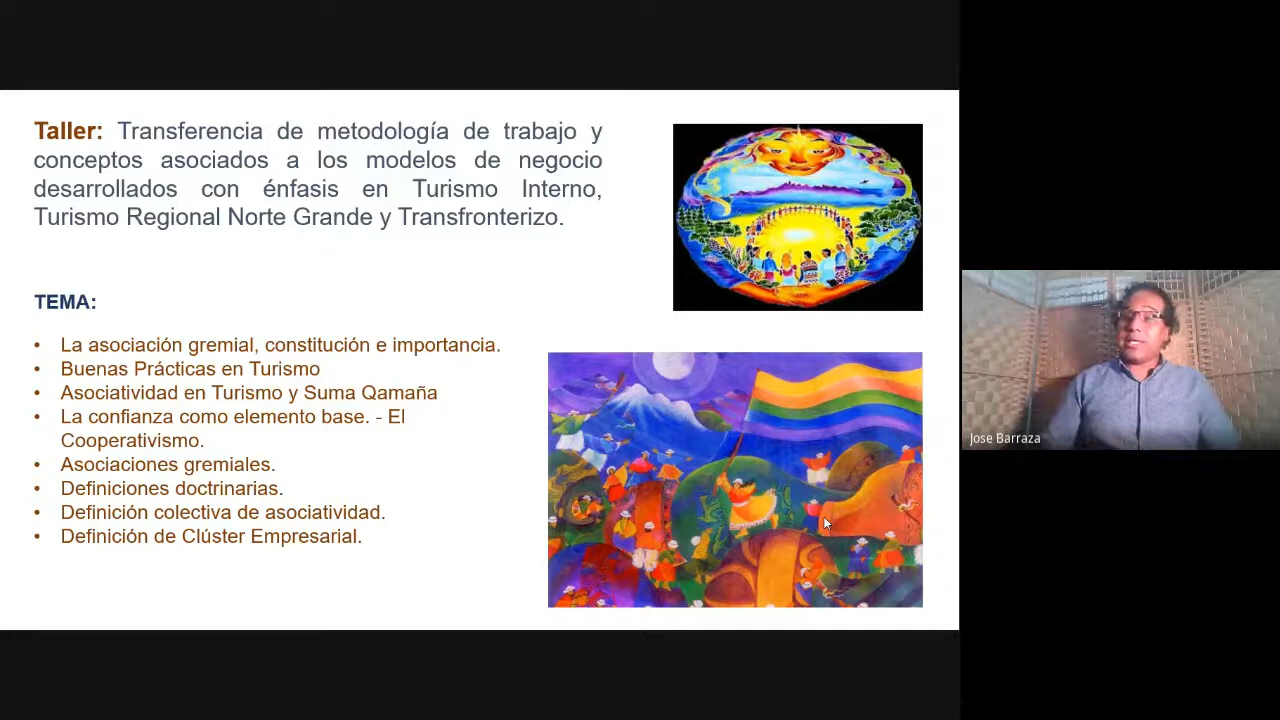 Taller: Transferencia de metodología de trabajo y
conceptos asociados a los modelos de negocio
desarrollados con énfasis en Turismo Interno,
Turismo Regional Norte Grande y Transfronterizo.
TEMA:
• La asociación gremial, constitución e importancia.
• Buenas Prácticas en Turismo
• Asociatividad en Turismo y Suma Qamaña
• La confianza como elemento base. - El
Cooperativismo.
• Asociaciones gremiales.
• Definiciones doctrinarias.
• Definición colectiva de asociatividad.
• Definición de Clúster Empresarial.
Jose Barraza